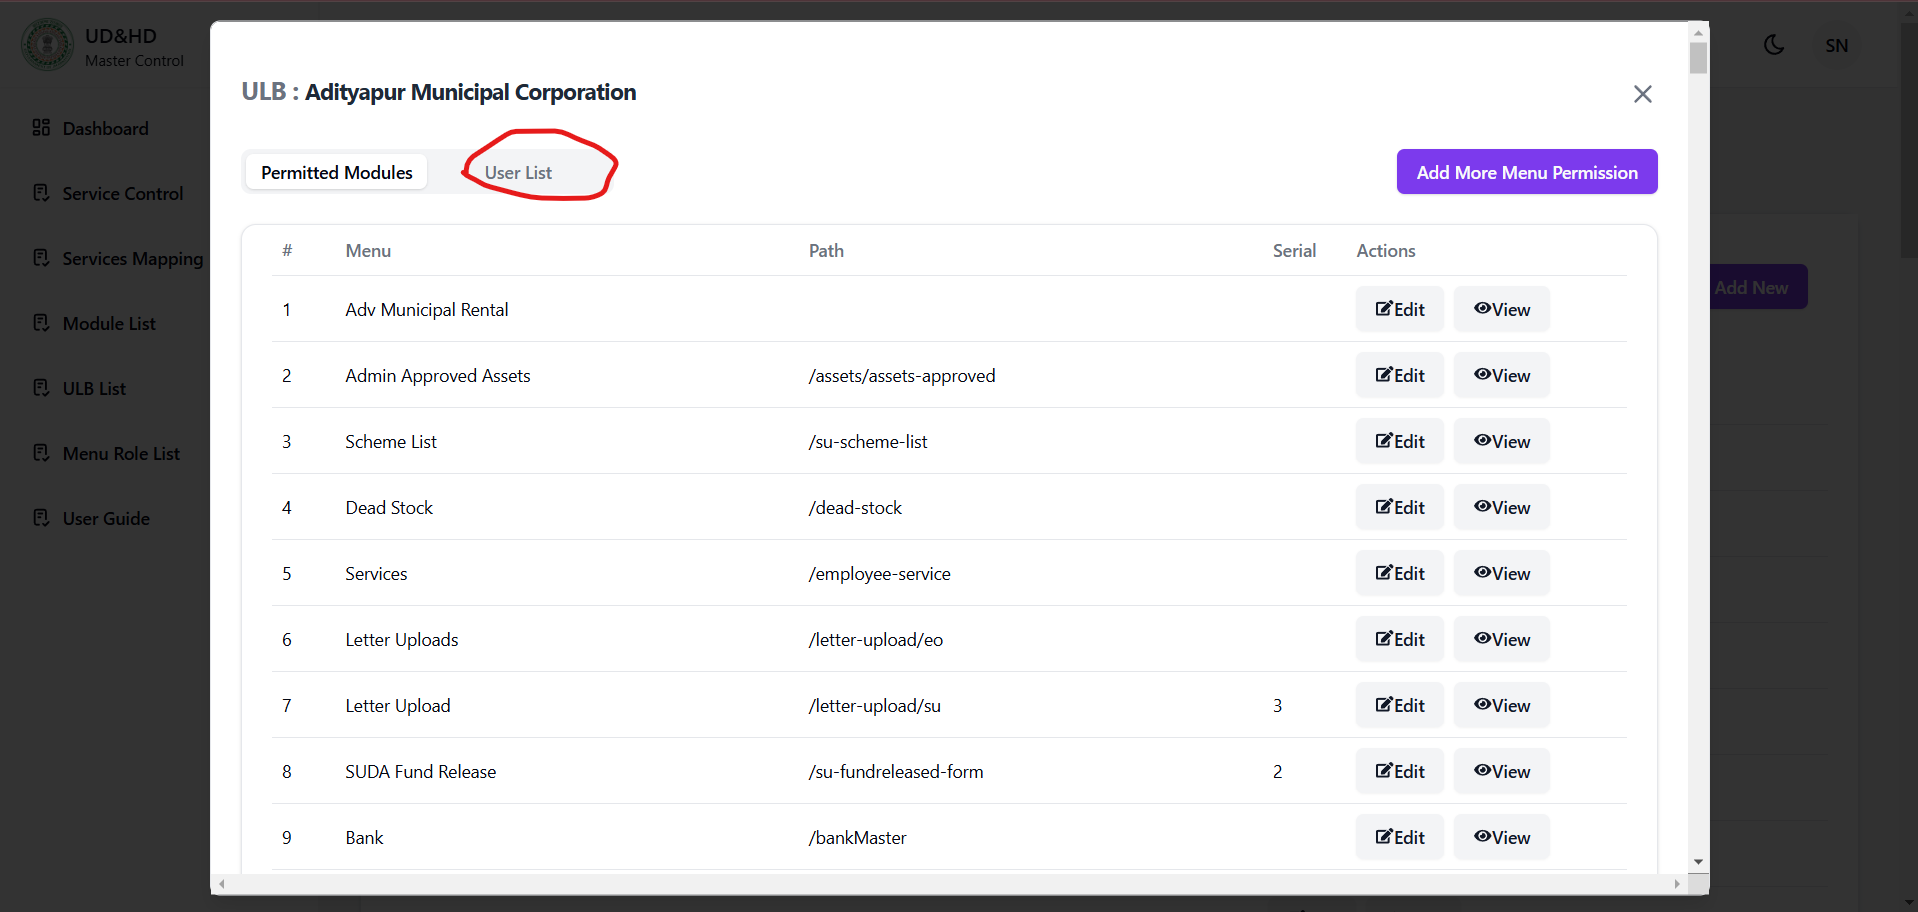 UD&HD
Master Control
SN
Dashboard
Service Control
Services Mapping
Module List
ULB List
Menu Role List
User Guide
Add New
ULB : Adityapur Municipal Corporation
Permitted Modules User List Add More Menu Permission
# Menu Path Serial Actions
1 Adv Municipal Rental Edit View
2 Admin Approved Assets /assets/assets-approved Edit View
3 Scheme List /su-scheme-list Edit View
4 Dead Stock /dead-stock Edit View
5 Services /employee-service Edit View
6 Letter Uploads /letter-upload/eo Edit View
7 Letter Upload /letter-upload/su 3 Edit View
8 SUDA Fund Release /su-fundreleased-form 2 Edit View
9 Bank /bankMaster Edit View